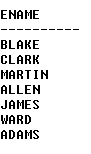 ENAME
----------
BLAKE
CLARK
MARTIN
ALLEN
JAMES
WARD
ADAMS